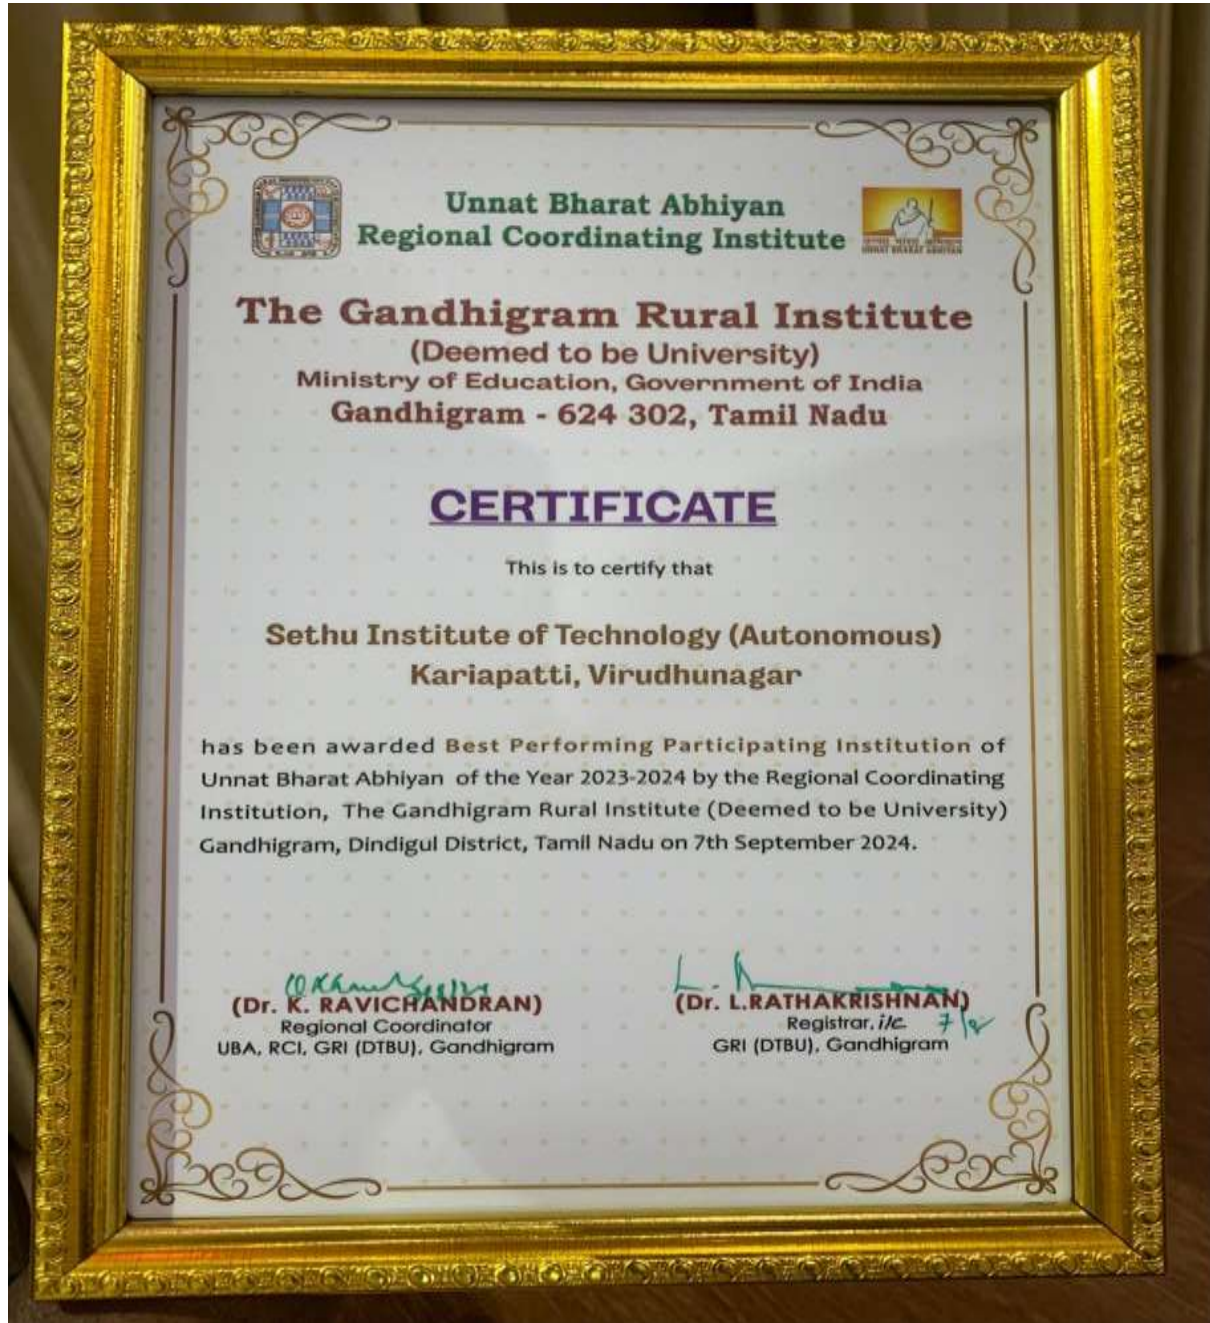 Unnat Bharat Abhiyan
Regional Coordinating Institute
UNNAT BHARAT ABHIYAN
The Gandhigram Rural Institute
(Deemed to be University)
Ministry of Education, Government of India
Gandhigram - 624 302, Tamil Nadu
CERTIFICATE
This is to certify that
Sethu Institute of Technology (Autonomous)
Kariapatti, Virudhunagar
has been awarded Best Performing Participating Institution of
Unnat Bharat Abhiyan of the Year 2023-2024 by the Regional Coordinating
Institution, The Gandhigram Rural Institute (Deemed to be University)
Gandhigram, Dindigul District, Tamil Nadu on 7th September 2024.
(Dr. K. RAVICHANDRAN)
Regional Coordinator
UBA, RCI, GRI (DTBU), Gandhigram
(Dr. L.RATHAKRISHNAN)
Registrar, i/c
GRI (DTBU), Gandhigram